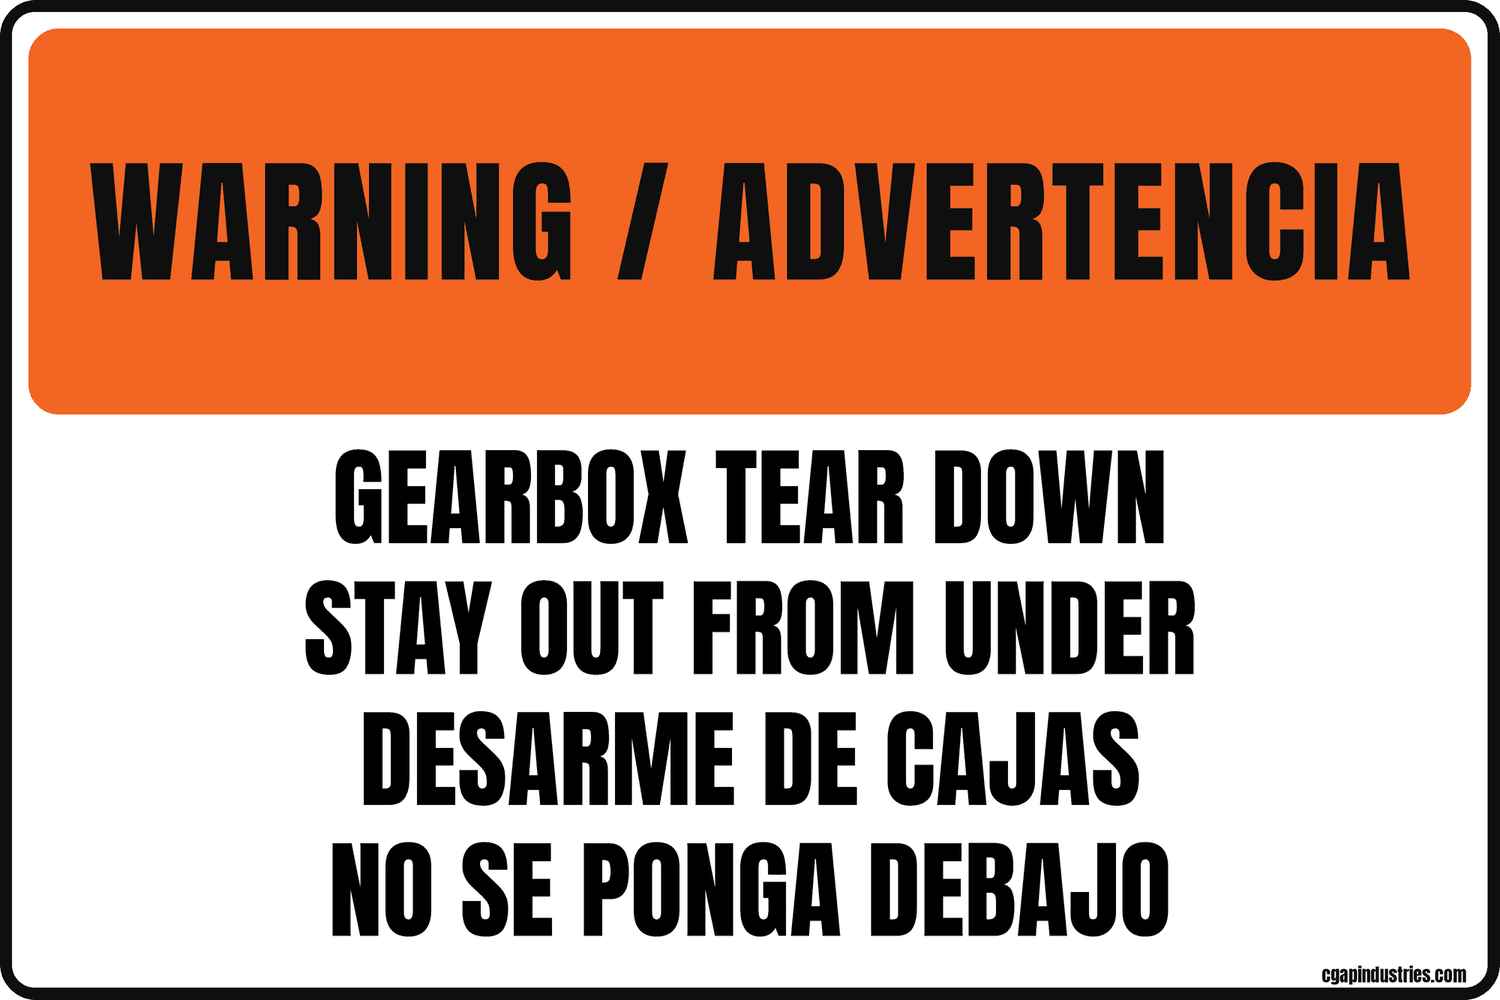 WARNING / ADVERTENCIA
GEARBOX TEAR DOWN
STAY OUT FROM UNDER
DESARME DE CAJAS
NO SE PONGA DEBAJO
cgapindustries.com